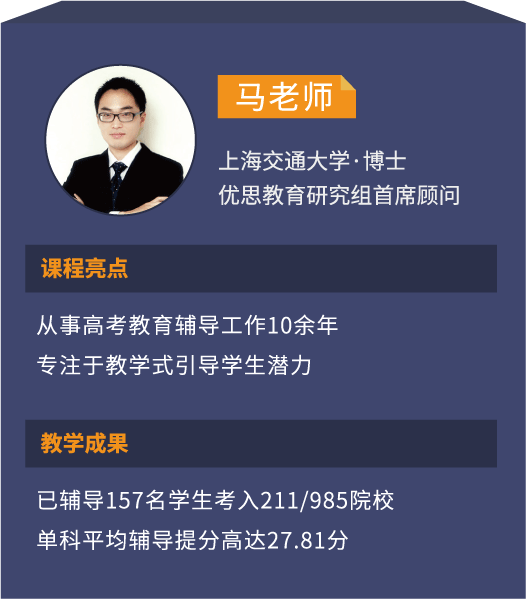 马老师
上海交通大学·博士
优思教育研究组首席顾问
课程亮点
从事高考教育辅导工作10余年
专注于教学式引导学生潜力
教学成果
已辅导157名学生考入211/985院校
单科平均辅导提分高达27.81分